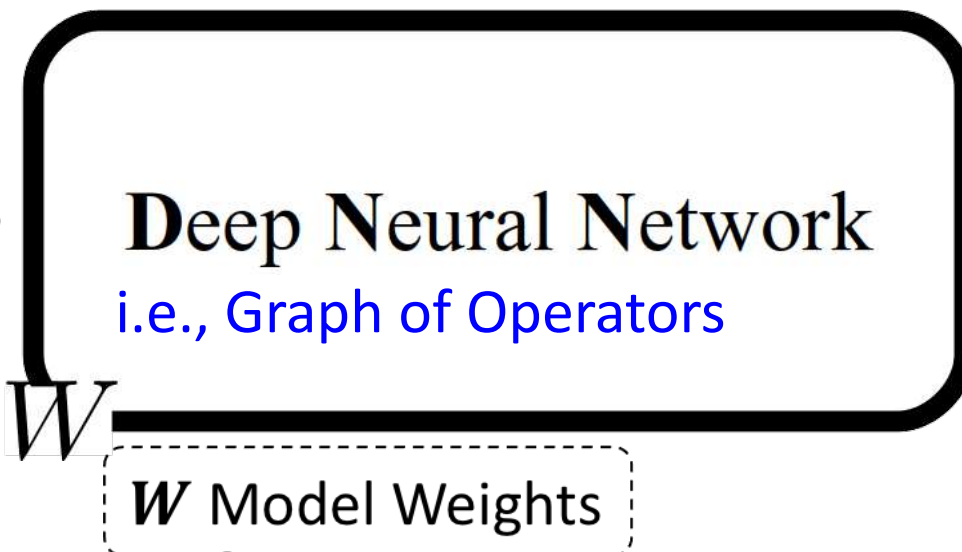 Deep Neural Network
i.e., Graph of Operators
W
W Model Weights